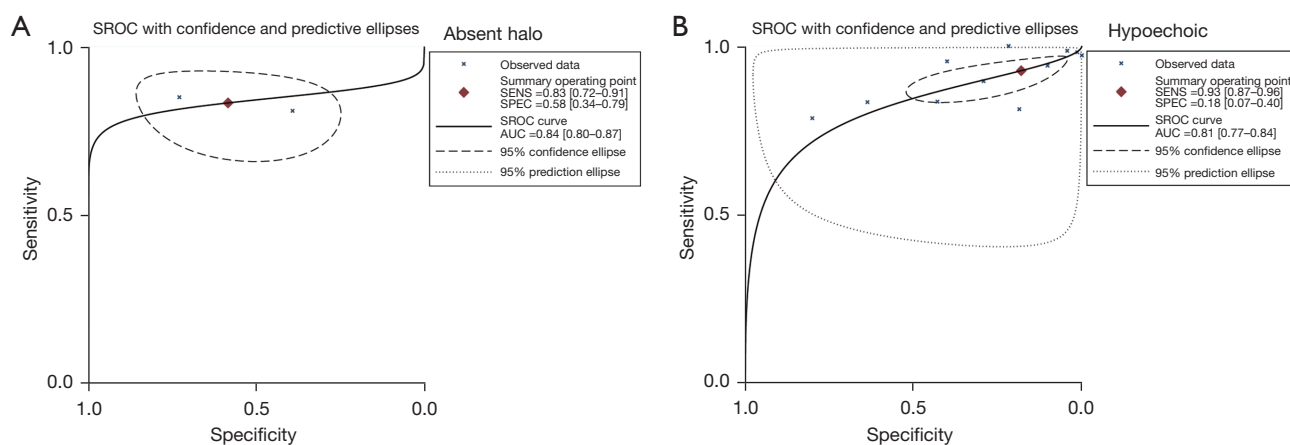 A
SROC with confidence and predictive ellipses
Absent halo
Observed data
Summary operating point
SENS =0.83 [0.72–0.91]
SPEC =0.58 [0.34–0.79]
SROC curve
AUC =0.84 [0.80–0.87]
95% confidence ellipse
95% prediction ellipse
Sensitivity
1.0
0.5
0.0
1.0
0.5
0.0
Specificity
B
SROC with confidence and predictive ellipses
Hypoechoic
Observed data
Summary operating point
SENS =0.93 [0.87–0.96]
SPEC =0.18 [0.07–0.40]
SROC curve
AUC =0.81 [0.77–0.84]
95% confidence ellipse
95% prediction ellipse
Sensitivity
1.0
0.5
0.0
1.0
0.5
0.0
Specificity